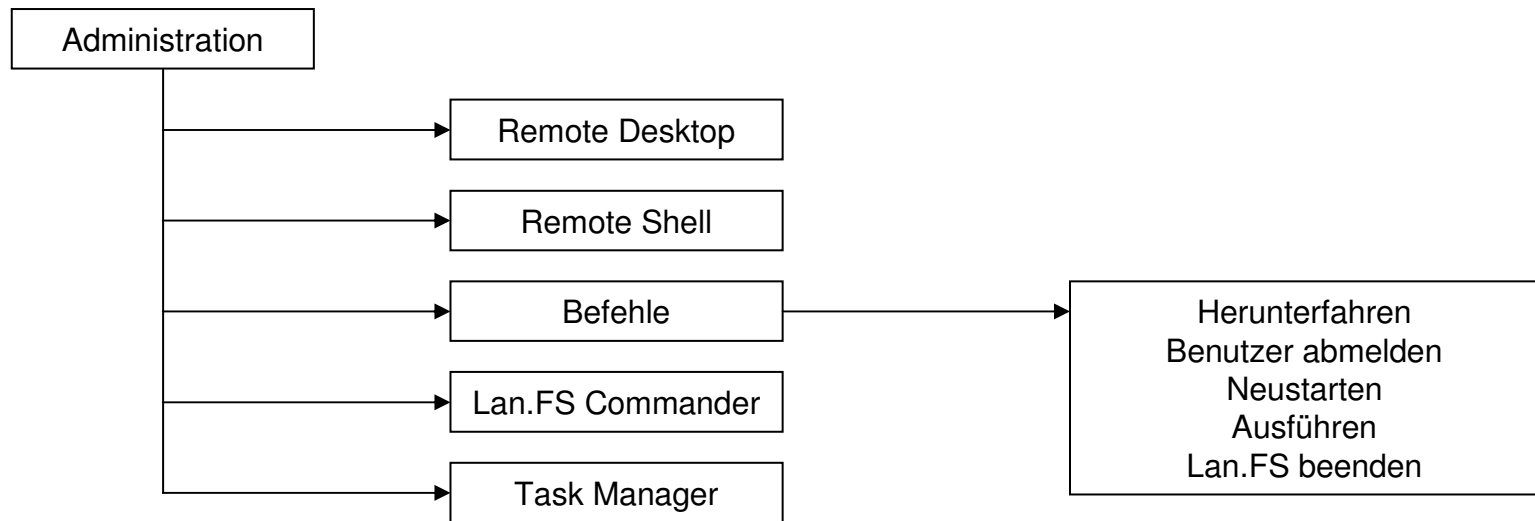 Administration
Remote Desktop
Remote Shell
Befehle
Herunterfahren
Benutzer abmelden
Neustarten
Ausführen
Lan.FS beenden
Lan.FS Commander
Task Manager